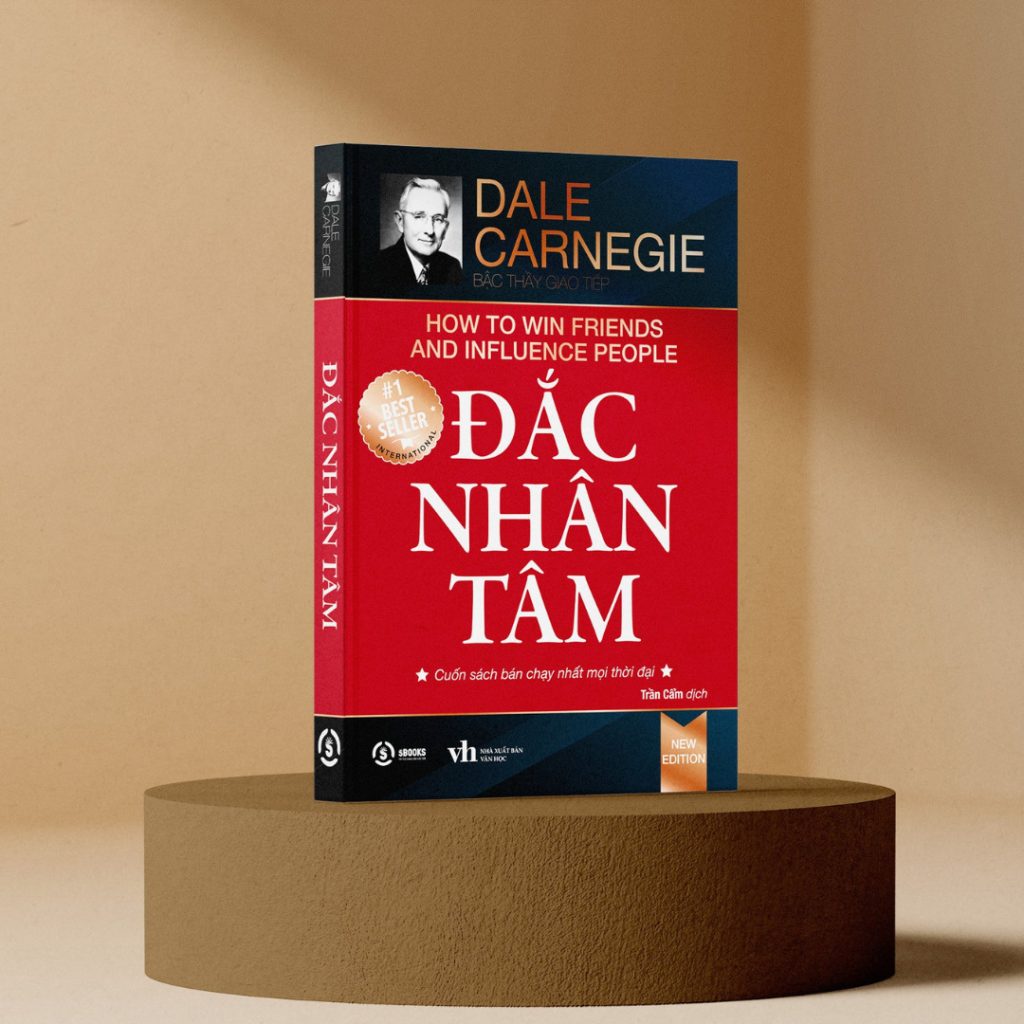 DALE
CARNEGIE
BẬC THẦY GIAO TIẾP
HOW TO WIN FRIENDS
AND INFLUENCE PEOPLE
#1
BEST
SELLER
INTERNATIONAL
ĐẮC
NHÂN
TÂM
Cuốn sách bán chạy nhất mọi thời đại
Trần Cẩm dịch
SBOOKS
vh NHÀ XUẤT BẢN
VĂN HỌC
NEW
EDITION
DALE
CARNEGIE
ĐẮC NHÂN TÂM